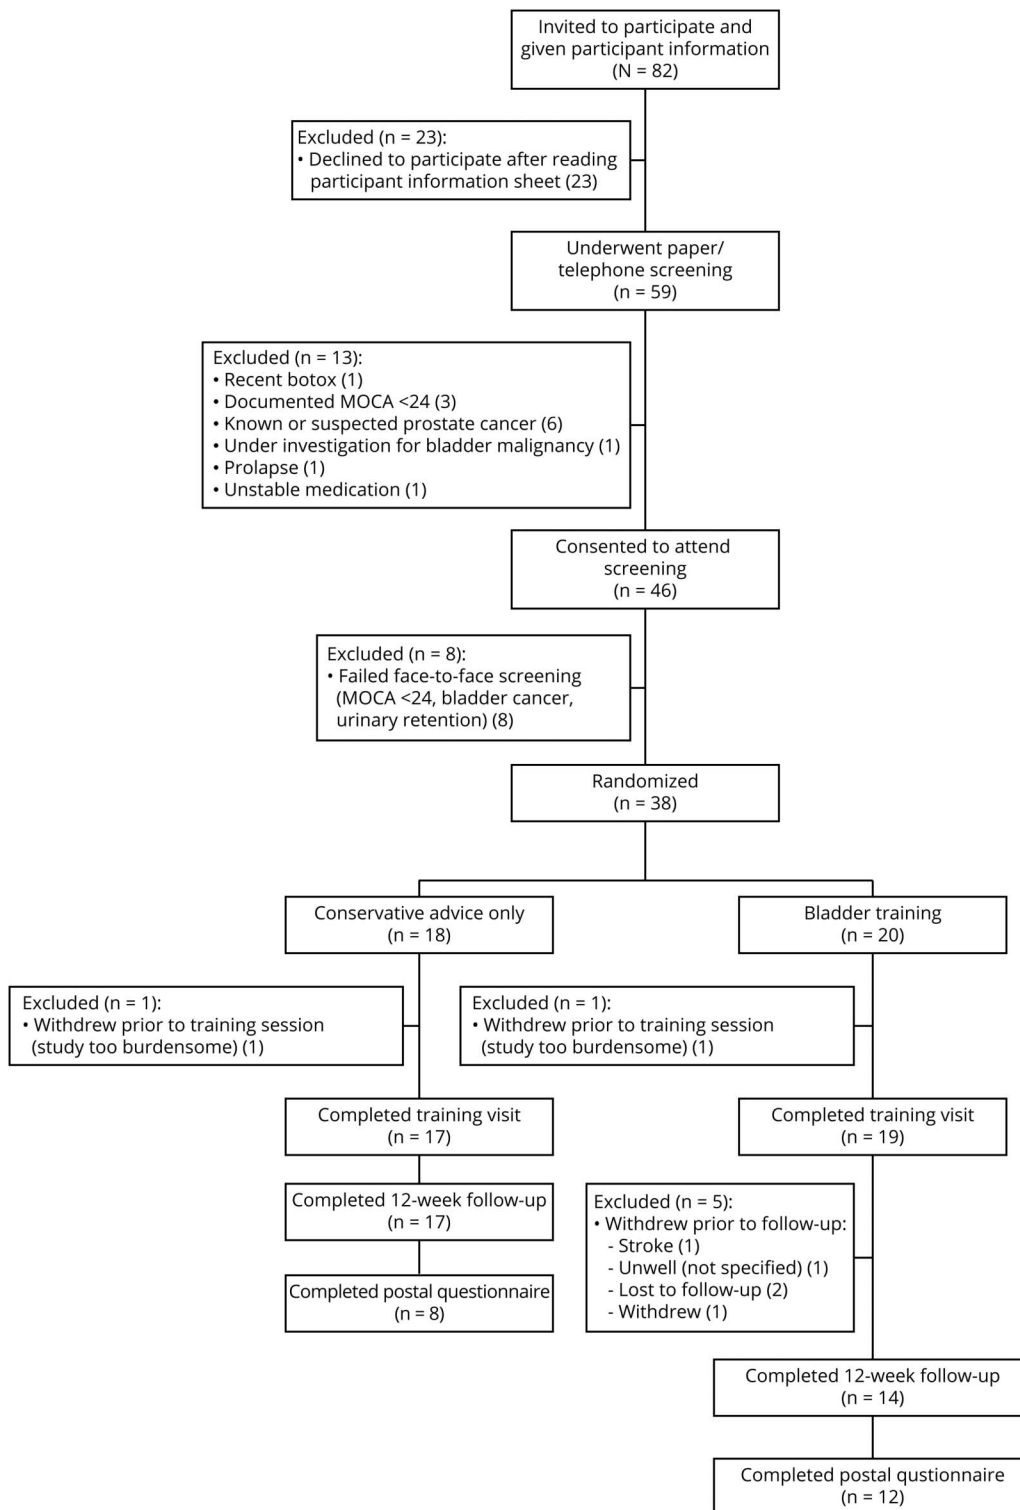 Invited to participate and
given participant information
(N = 82)
Excluded (n = 23):
• Declined to participate after reading
participant information sheet (23)
Underwent paper/
telephone screening
(n = 59)
Excluded (n = 13):
• Recent botox (1)
• Documented MOCA <24 (3)
• Known or suspected prostate cancer (6)
• Under investigation for bladder malignancy (1)
• Prolapse (1)
• Unstable medication (1)
Consented to attend
screening
(n = 46)
Excluded (n = 8):
• Failed face-to-face screening
(MOCA <24, bladder cancer,
urinary retention) (8)
Randomized
(n = 38)
Conservative advice only
(n = 18)
Bladder training
(n = 20)
Excluded (n = 1):
• Withdrew prior to training session
(study too burdensome) (1)
Excluded (n = 1):
• Withdrew prior to training session
(study too burdensome) (1)
Completed training visit
(n = 17)
Completed training visit
(n = 19)
Completed 12-week follow-up
(n = 17)
Excluded (n = 5):
• Withdrew prior to follow-up:
- Stroke (1)
- Unwell (not specified) (1)
- Lost to follow-up (2)
- Withdrew (1)
Completed postal questionnaire
(n = 8)
Completed 12-week follow-up
(n = 14)
Completed postal qustionnaire
(n = 12)